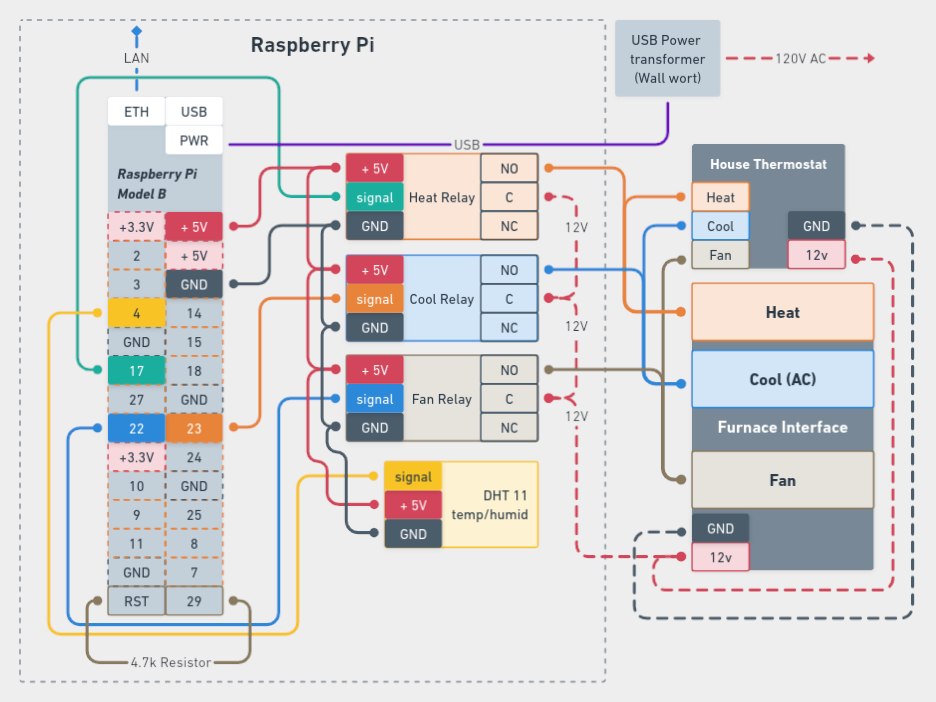 Raspberry Pi
LAN
ETH USB
PWR
Raspberry Pi
Model B
+3.3V + 5V
2 + 5V
3 GND
4 14
GND 15
17 18
27 GND
22 23
+3.3V 24
10 GND
9 25
11 8
GND 7
RST 29
4.7k Resistor
USB
+ 5V NO
signal Heat Relay C
GND NC
+ 5V NO
signal Cool Relay C
GND NC
+ 5V NO
signal Fan Relay C
GND NC
signal
+ 5V
GND
DHT 11
temp/humid
12V
12V
12V
USB Power
transformer
(Wall wort)
120V AC
House Thermostat
Heat
Cool GND
Fan 12v
Heat
Cool (AC)
Furnace Interface
Fan
GND
12v